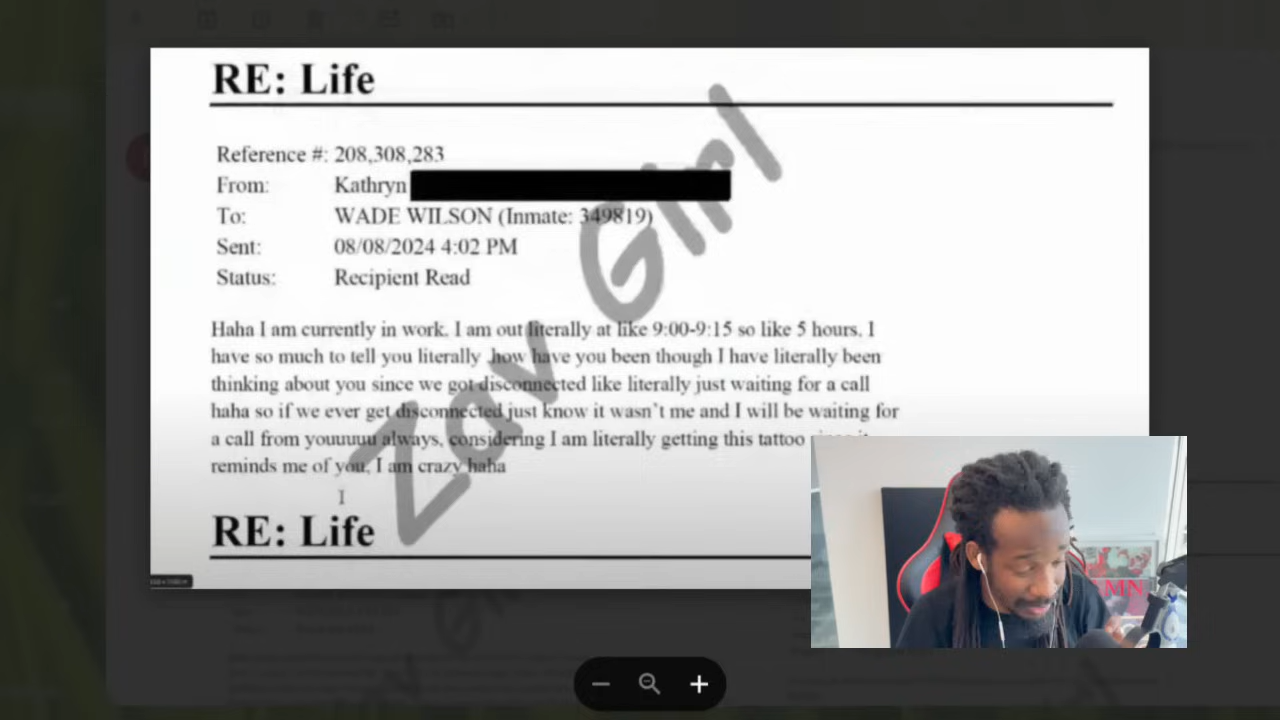 RE: Life
Reference #: 208,308,283
From: Kathryn
To: WADE WILSON (Inmate: 349819)
Sent: 08/08/2024 4:02 PM
Status: Recipient Read
Haha I am currently in work. I am out literally at like 9:00-9:15 so like 5 hours. I
have so much to tell you literally .how have you been though I have literally been
thinking about you since we got disconnected like literally just waiting for a call
haha so if we ever get disconnected just know it wasn't me and I will be waiting for
a call from youuuuu always, considering I am literally getting this tattoo
reminds me of you, I am crazy haha
RE: Life
Zav Girl
MN